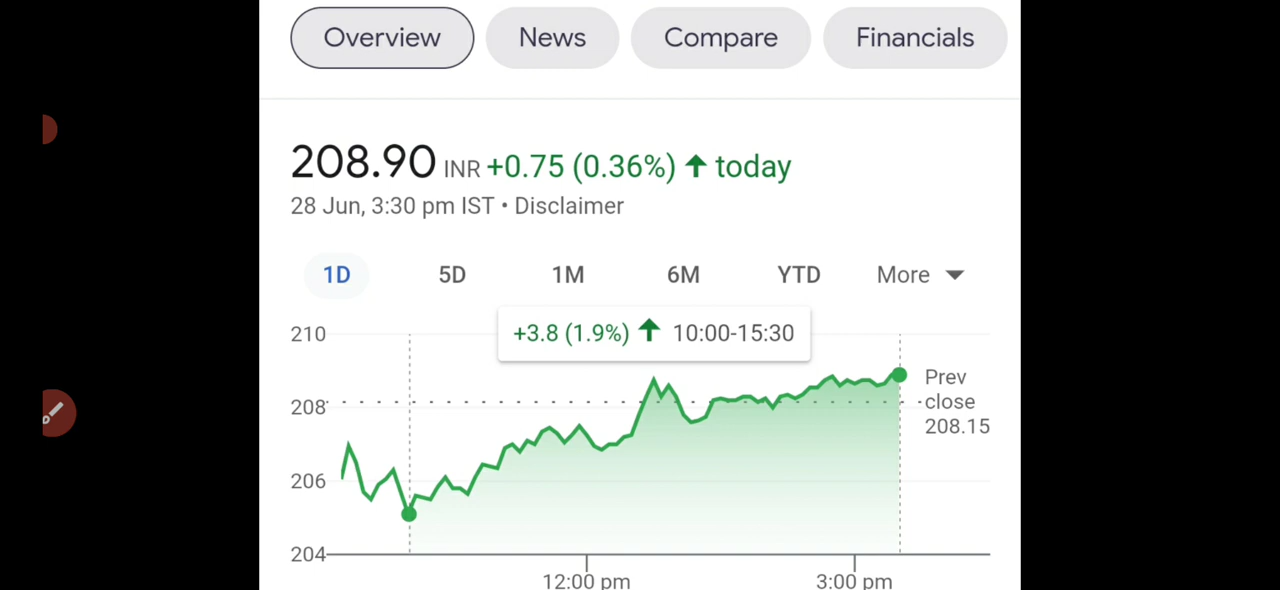 Overview News Compare Financials
208.90 INR +0.75 (0.36%) ↑ today
28 Jun, 3:30 pm IST • Disclaimer
1D 5D 1M 6M YTD More
+3.8 (1.9%) ↑ 10:00-15:30
210
208
206
204
Prev
close
208.15
12:00 pm 3:00 pm